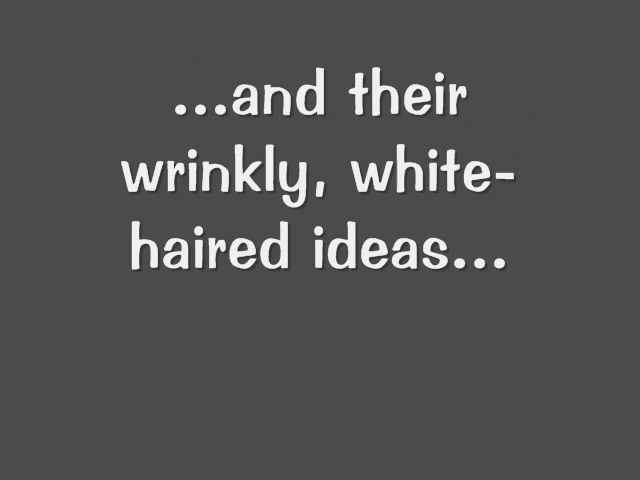 ...and their
wrinkly, white-
haired ideas...